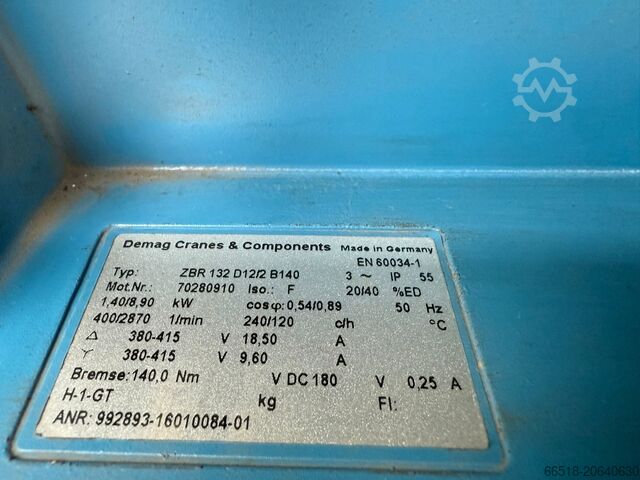 Demag Cranes & Components Made in Germany
EN 60034-1
Typ: ZBR 132 D12/2 B140 3 ~ IP 55
Mot.Nr.: 70280910 Iso.: F 20/40 %ED
1,40/8,90 kW cosφ: 0,54/0,89 50 Hz
400/2870 1/min 240/120 c/h °C
△ 380-415 V 18,50 A
Y 380-415 V 9,60 A
Bremse: 140,0 Nm V DC 180 V 0,25 A
H-1-GT kg FI:
ANR: 992893-16010084-01
66518-20640630